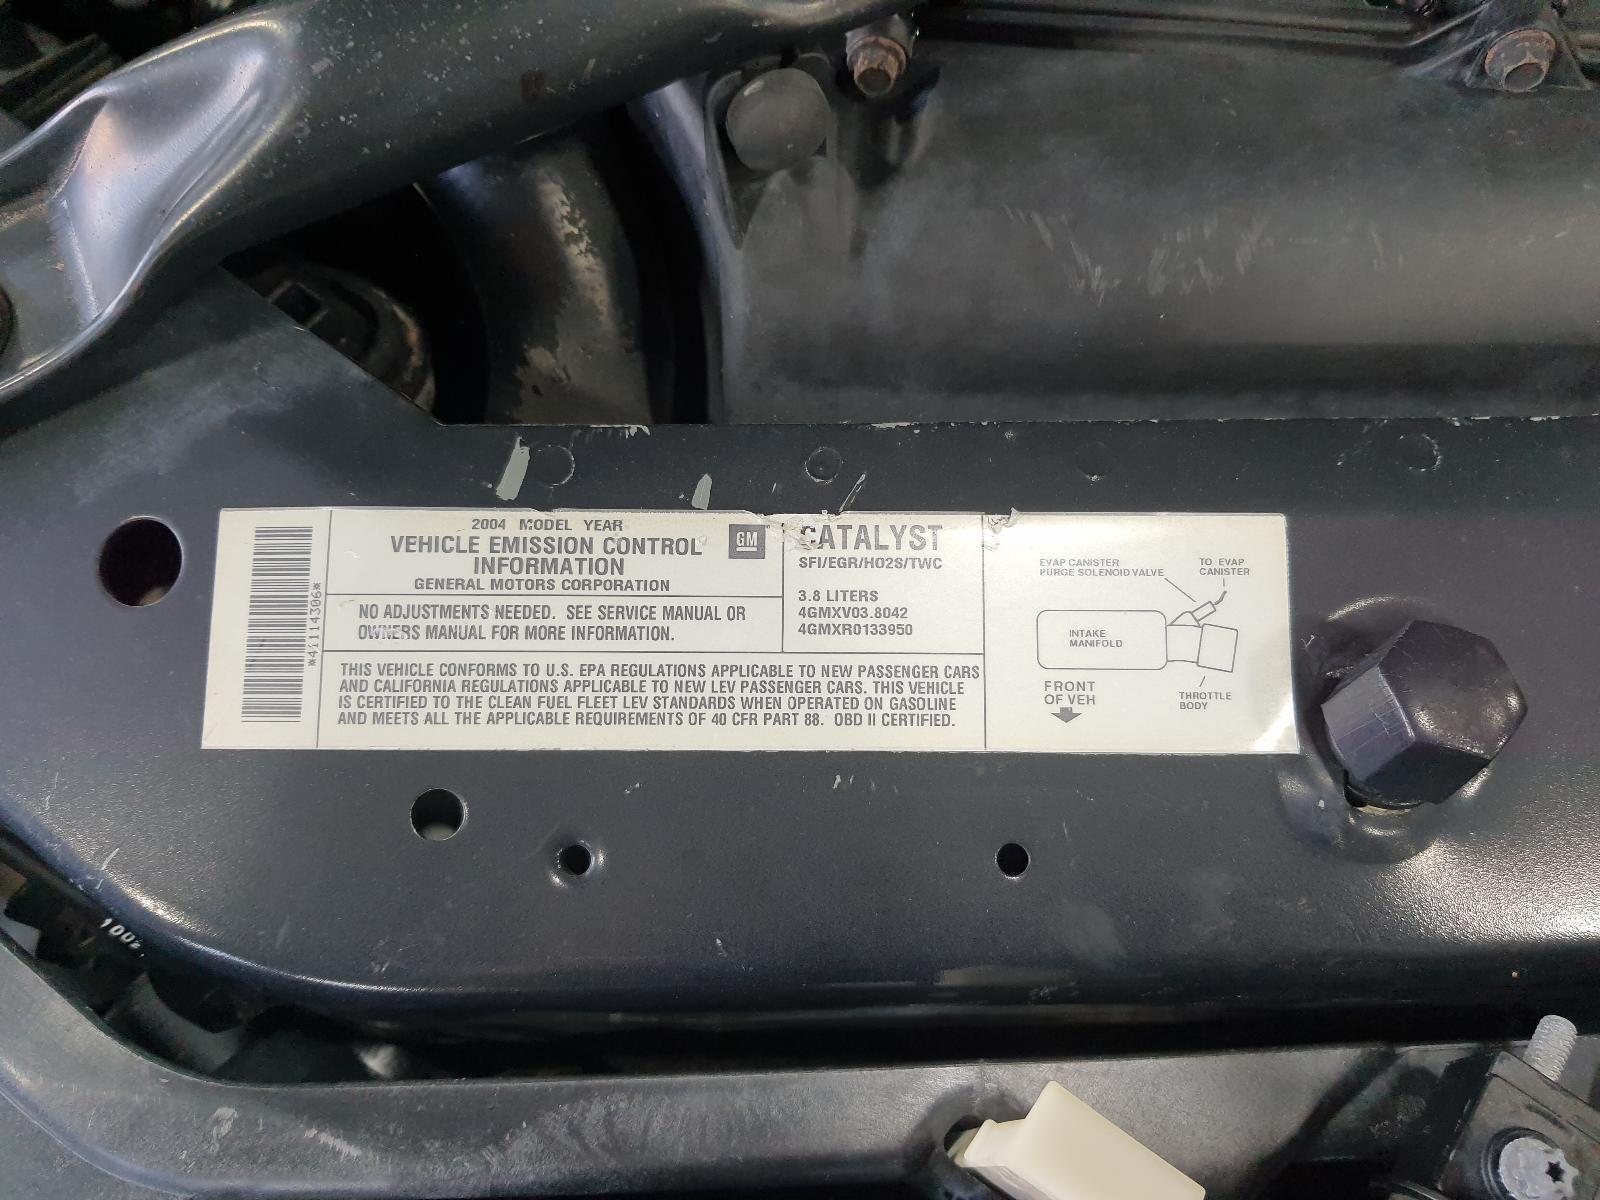 *41114306*
2004 MODEL YEAR
VEHICLE EMISSION CONTROL
INFORMATION
GENERAL MOTORS CORPORATION
GM
NO ADJUSTMENTS NEEDED. SEE SERVICE MANUAL OR
OWNERS MANUAL FOR MORE INFORMATION.
CATALYST
SFI/EGR/HO2S/TWC
3.8 LITERS
4GMXV03.8042
4GMXR0133950
THIS VEHICLE CONFORMS TO U.S. EPA REGULATIONS APPLICABLE TO NEW PASSENGER CARS
AND CALIFORNIA REGULATIONS APPLICABLE TO NEW LEV PASSENGER CARS. THIS VEHICLE
IS CERTIFIED TO THE CLEAN FUEL FLEET LEV STANDARDS WHEN OPERATED ON GASOLINE
AND MEETS ALL THE APPLICABLE REQUIREMENTS OF 40 CFR PART 88. OBD II CERTIFIED.
EVAP CANISTER
PURGE SOLENOID VALVE
TO EVAP
CANISTER
INTAKE
MANIFOLD
FRONT
OF VEH
THROTTLE
BODY
1002